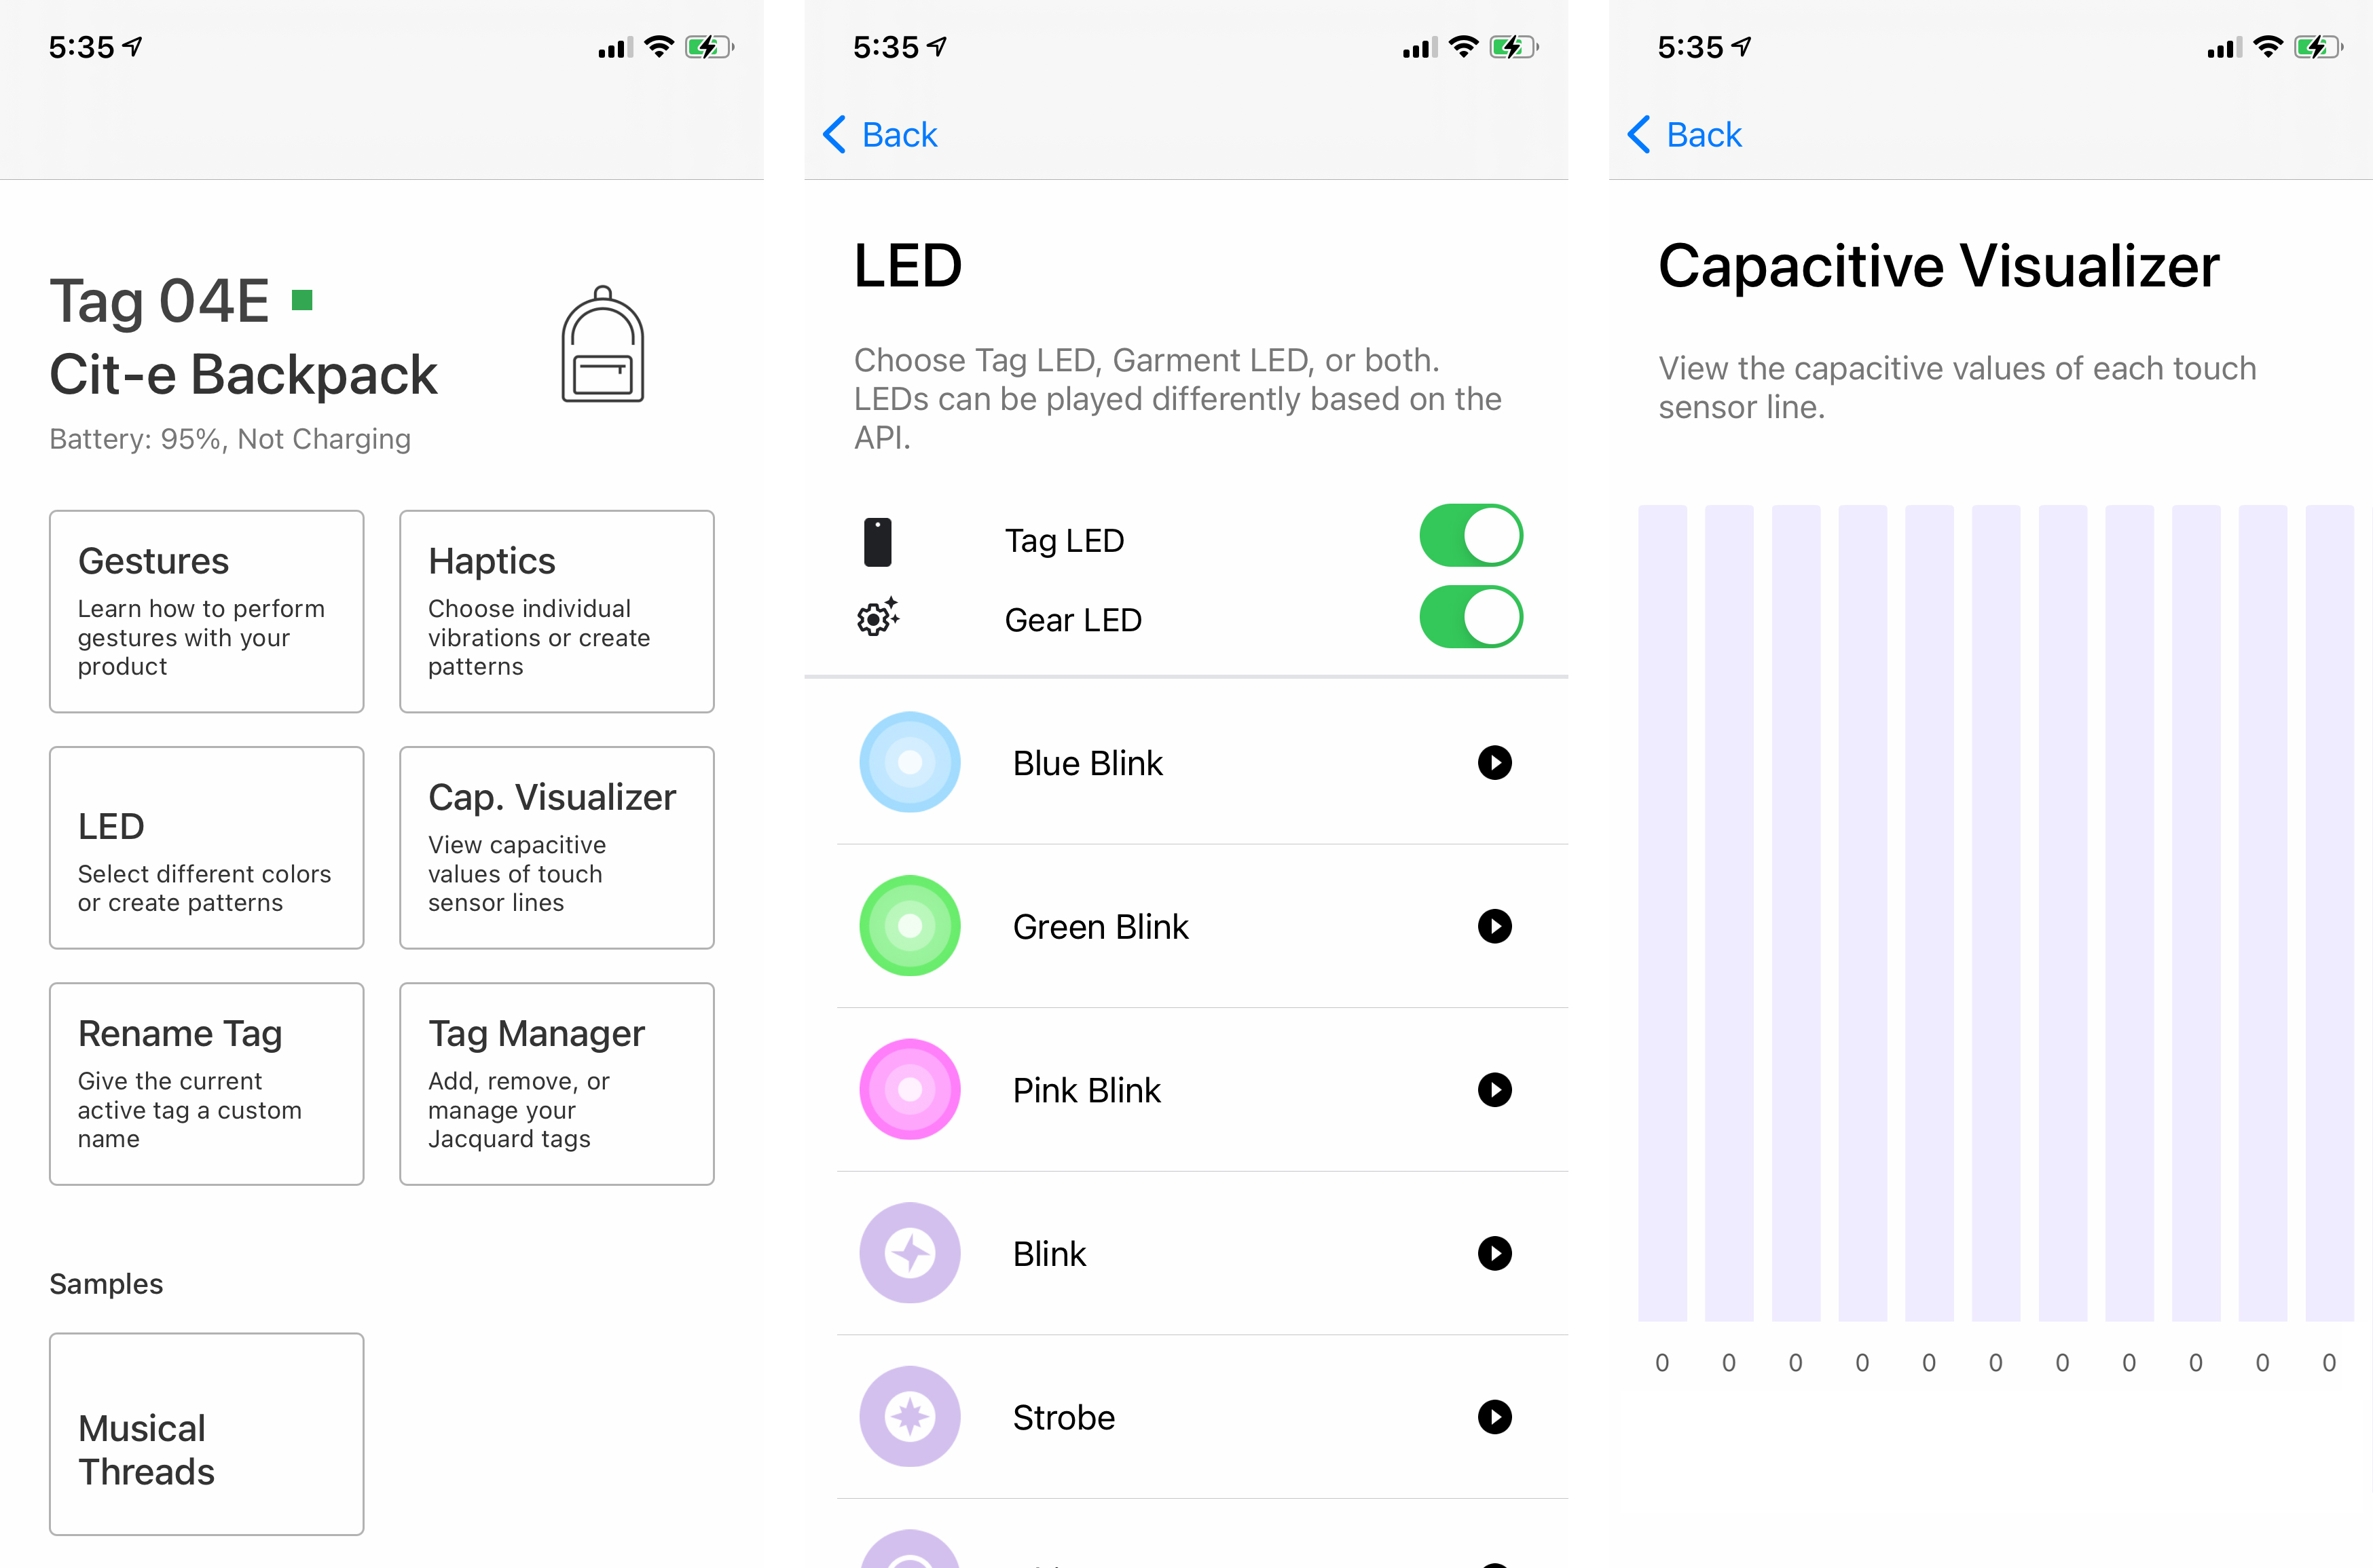 5:35
Tag 04E
Cit-e Backpack
Battery: 95%, Not Charging
Gestures
Learn how to perform
gestures with your
product
Haptics
Choose individual
vibrations or create
patterns
LED
Select different colors
or create patterns
Cap. Visualizer
View capacitive
values of touch
sensor lines
Rename Tag
Give the current
active tag a custom
name
Tag Manager
Add, remove, or
manage your
Jacquard tags
Samples
Musical
Threads
5:35
Back
LED
Choose Tag LED, Garment LED, or both.
LEDs can be played differently based on the
API.
Tag LED
Gear LED
Blue Blink
Green Blink
Pink Blink
Blink
Strobe
5:35
Back
Capacitive Visualizer
View the capacitive values of each touch
sensor line.
0 0 0 0 0 0 0 0 0 0 0